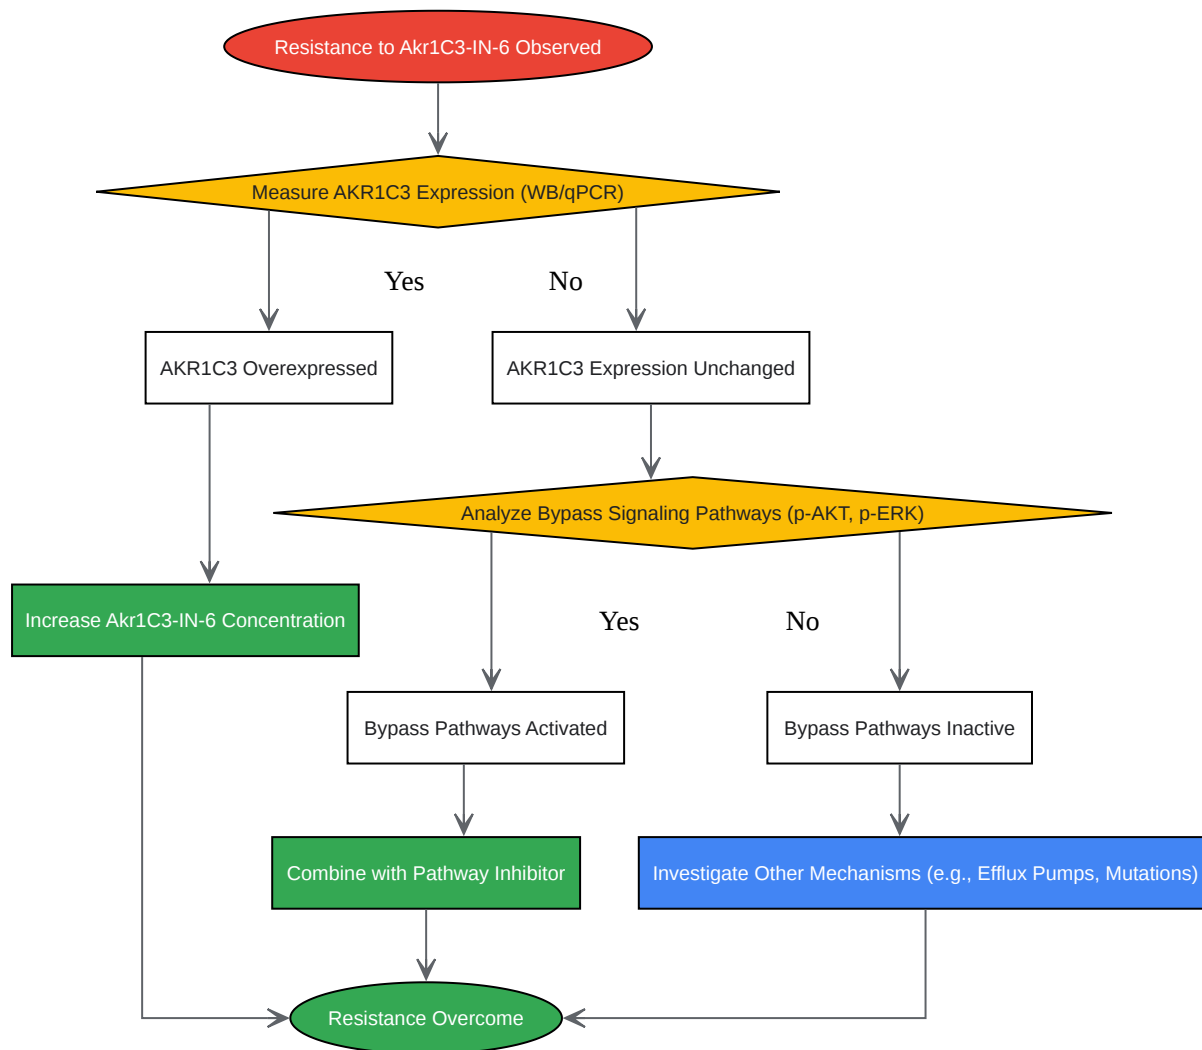 Resistance to Akr1C3-IN-6 Observed
Measure AKR1C3 Expression (WB/qPCR)
Yes
No
AKR1C3 Overexpressed
AKR1C3 Expression Unchanged
Analyze Bypass Signaling Pathways (p-AKT, p-ERK)
Increase Akr1C3-IN-6 Concentration
Yes
No
Bypass Pathways Activated
Bypass Pathways Inactive
Combine with Pathway Inhibitor
Investigate Other Mechanisms (e.g., Efflux Pumps, Mutations)
Resistance Overcome